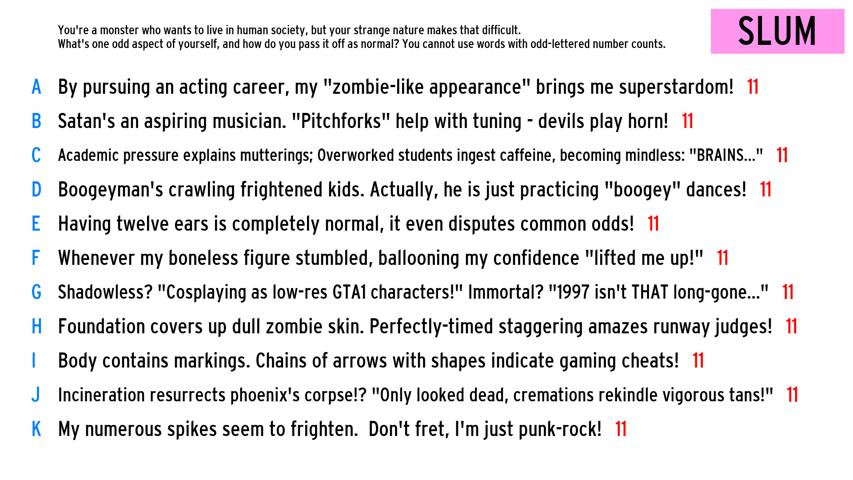 You're a monster who wants to live in human society, but your strange nature makes that difficult.
What's one odd aspect of yourself, and how do you pass it off as normal? You cannot use words with odd-lettered number counts.
SLUM
A By pursuing an acting career, my "zombie-like appearance" brings me superstardom! 11
B Satan's an aspiring musician. "Pitchforks" help with tuning - devils play horn! 11
C Academic pressure explains mutterings; Overworked students ingest caffeine, becoming mindless: "BRAINS..." 11
D Boogeyman's crawling frightened kids. Actually, he is just practicing "boogey" dances! 11
E Having twelve ears is completely normal, it even disputes common odds! 11
F Whenever my boneless figure stumbled, ballooning my confidence "lifted me up!" 11
G Shadowless? "Cosplaying as low-res GTA1 characters!" Immortal? "1997 isn't THAT long-gone..." 11
H Foundation covers up dull zombie skin. Perfectly-timed staggering amazes runway judges! 11
I Body contains markings. Chains of arrows with shapes indicate gaming cheats! 11
J Incineration resurrects phoenix's corpse!? "Only looked dead, cremations rekindle vigorous tans!" 11
K My numerous spikes seem to frighten. Don't fret, I'm just punk-rock! 11